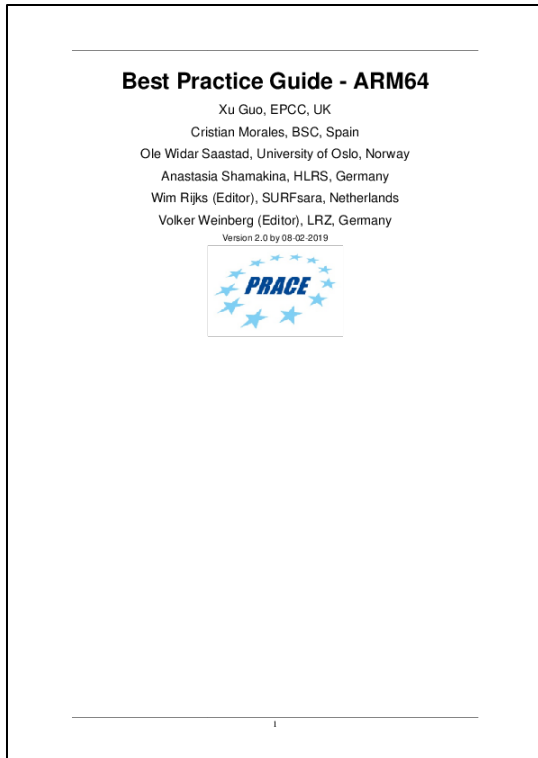 Best Practice Guide - ARM64
Xu Guo, EPCC, UK
Cristian Morales, BSC, Spain
Ole Widar Saastad, University of Oslo, Norway
Anastasia Shamakina, HLRS, Germany
Wim Rijks (Editor), SURFsara, Netherlands
Volker Weinberg (Editor), LRZ, Germany
Version 2.0 by 08-02-2019
PRACE
1